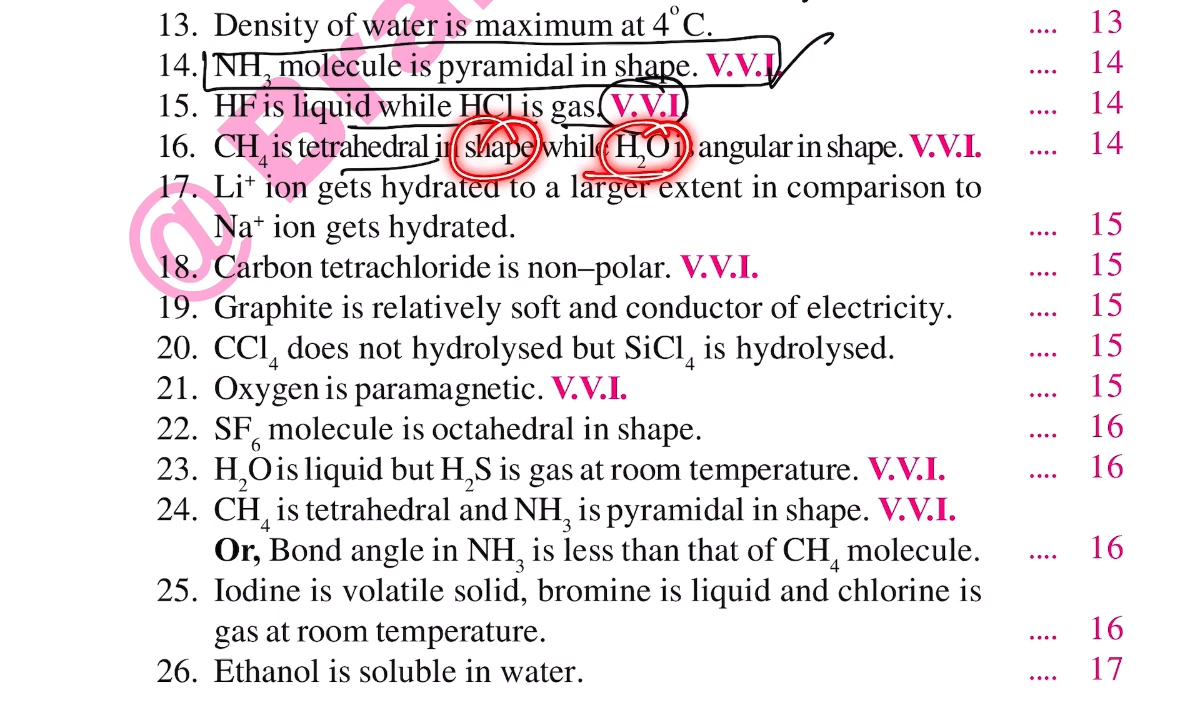 13. Density of water is maximum at 4°C. .... 13
14. NH₃ molecule is pyramidal in shape. V.V.I. .... 14
15. HF is liquid while HCl is gas. V.V.I. .... 14
16. CH₄ is tetrahedral in shape while H₂O is angular in shape. V.V.I. .... 14
17. Li⁺ ion gets hydrated to a larger extent in comparison to
Na⁺ ion gets hydrated. .... 15
18. Carbon tetrachloride is non–polar. V.V.I. .... 15
19. Graphite is relatively soft and conductor of electricity. .... 15
20. CCl₄ does not hydrolysed but SiCl₄ is hydrolysed. .... 15
21. Oxygen is paramagnetic. V.V.I. .... 15
22. SF₆ molecule is octahedral in shape. .... 16
23. H₂O is liquid but H₂S is gas at room temperature. V.V.I. .... 16
24. CH₄ is tetrahedral and NH₃ is pyramidal in shape. V.V.I.
Or, Bond angle in NH₃ is less than that of CH₄ molecule. .... 16
25. Iodine is volatile solid, bromine is liquid and chlorine is
gas at room temperature. .... 16
26. Ethanol is soluble in water. .... 17
@Bra